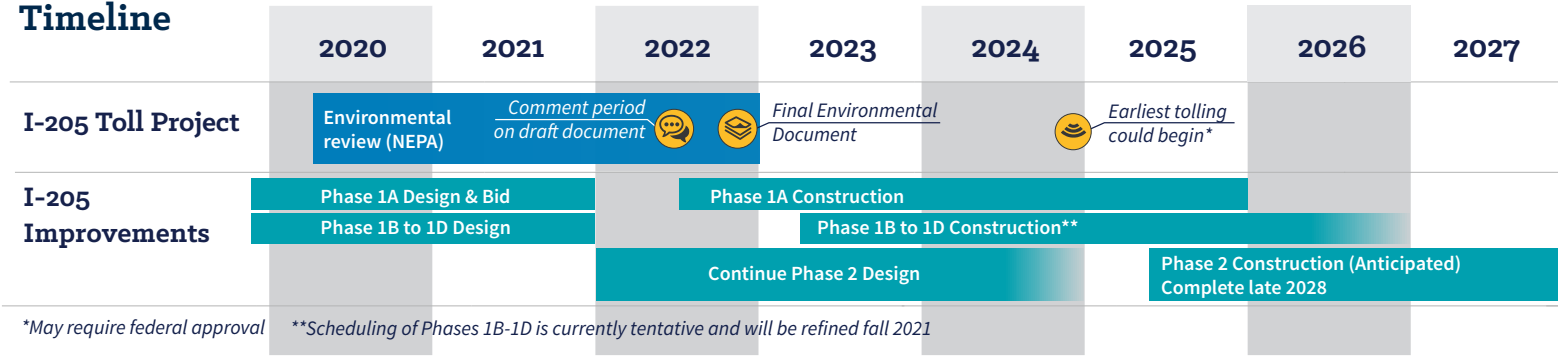 Timeline
2020 2021 2022 2023 2024 2025 2026 2027
I-205 Toll Project
Environmental
review (NEPA)
Comment period
on draft document
Final Environmental
Document
Earliest tolling
could begin*
I-205
Improvements
Phase 1A Design & Bid
Phase 1A Construction
Phase 1B to 1D Design
Phase 1B to 1D Construction**
Continue Phase 2 Design
Phase 2 Construction (Anticipated)
Complete late 2028
*May require federal approval
**Scheduling of Phases 1B-1D is currently tentative and will be refined fall 2021